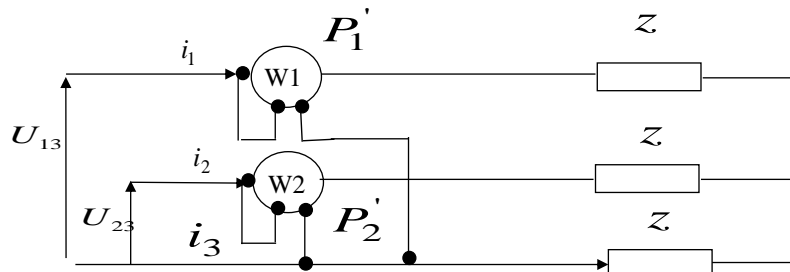 P₁' z
i₁ W1
U₁₃ z
i₂ W2
U₂₃ i₃ P₂' z